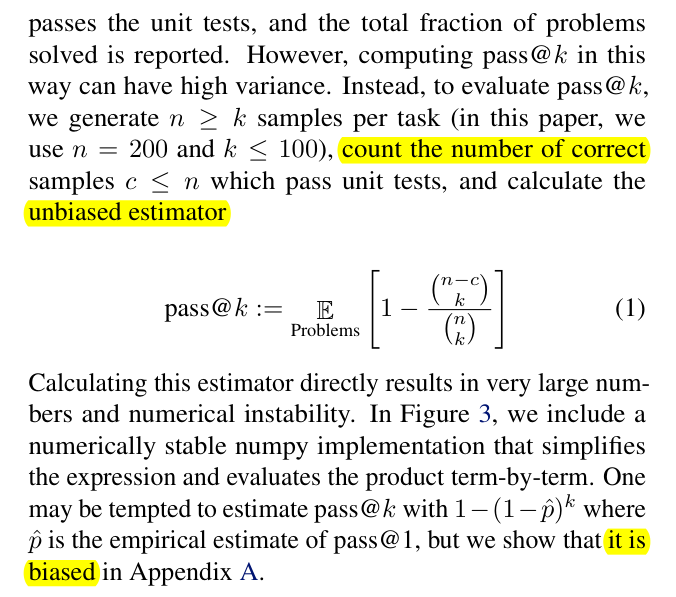 passes the unit tests, and the total fraction of problems
solved is reported. However, computing pass@k in this
way can have high variance. Instead, to evaluate pass@k,
we generate n ≥ k samples per task (in this paper, we
use n = 200 and k ≤ 100), count the number of correct
samples c ≤ n which pass unit tests, and calculate the
unbiased estimator
pass@k := 𝔼_{Problems} [1 − \binom{n−c}{k} / \binom{n}{k}] (1)
Calculating this estimator directly results in very large num-
bers and numerical instability. In Figure 3, we include a
numerically stable numpy implementation that simplifies
the expression and evaluates the product term-by-term. One
may be tempted to estimate pass@k with 1−(1−p̂)^k where
p̂ is the empirical estimate of pass@1, but we show that it is
biased in Appendix A.